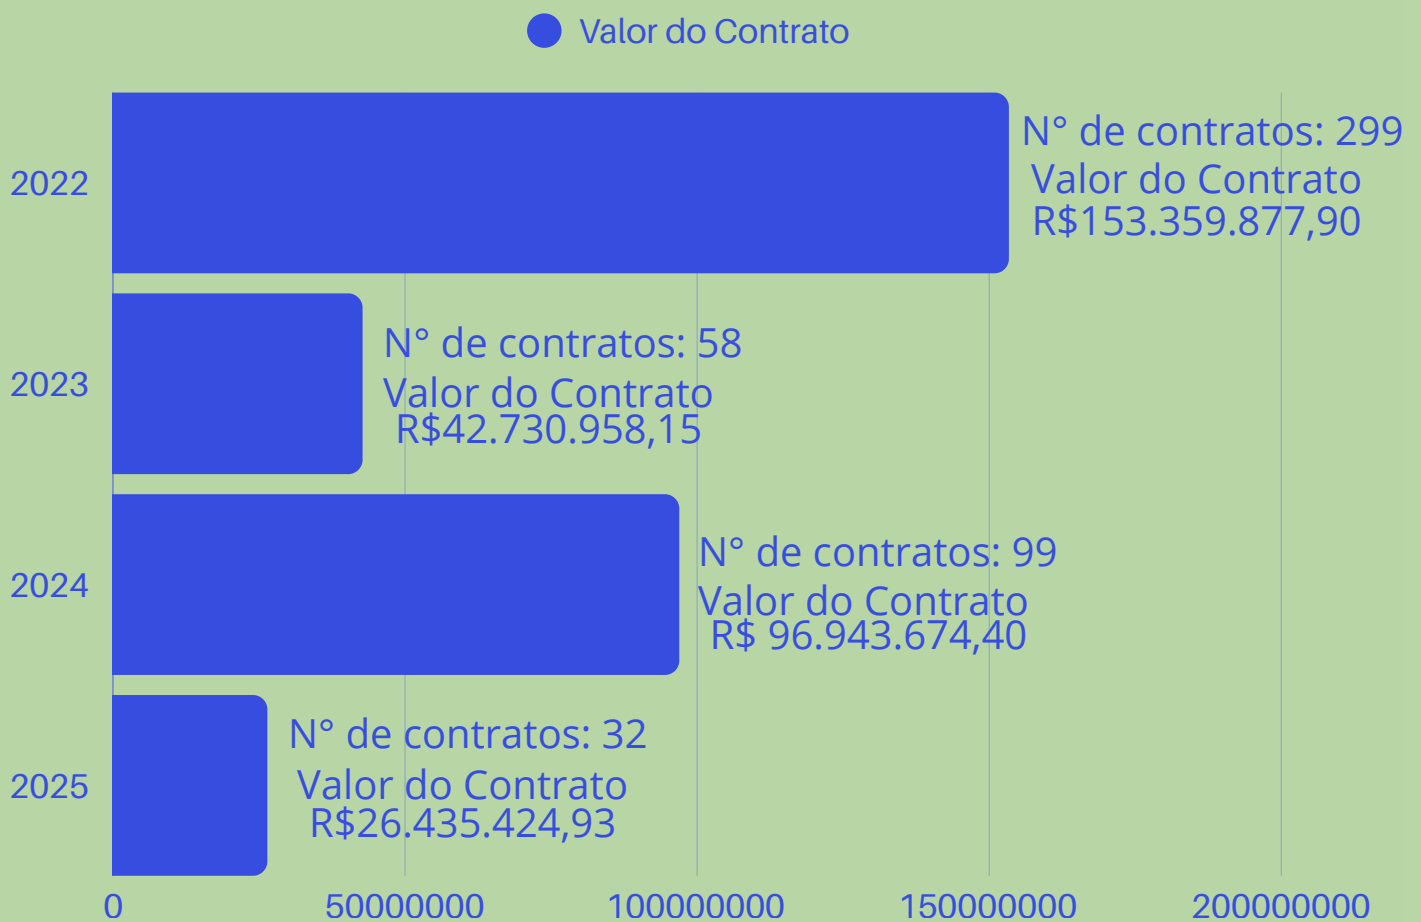 Valor do Contrato
2022
N° de contratos: 299
Valor do Contrato
R$153.359.877,90
2023
N° de contratos: 58
Valor do Contrato
R$42.730.958,15
2024
N° de contratos: 99
Valor do Contrato
R$ 96.943.674,40
2025
N° de contratos: 32
Valor do Contrato
R$26.435.424,93
0 50000000 100000000 150000000 200000000